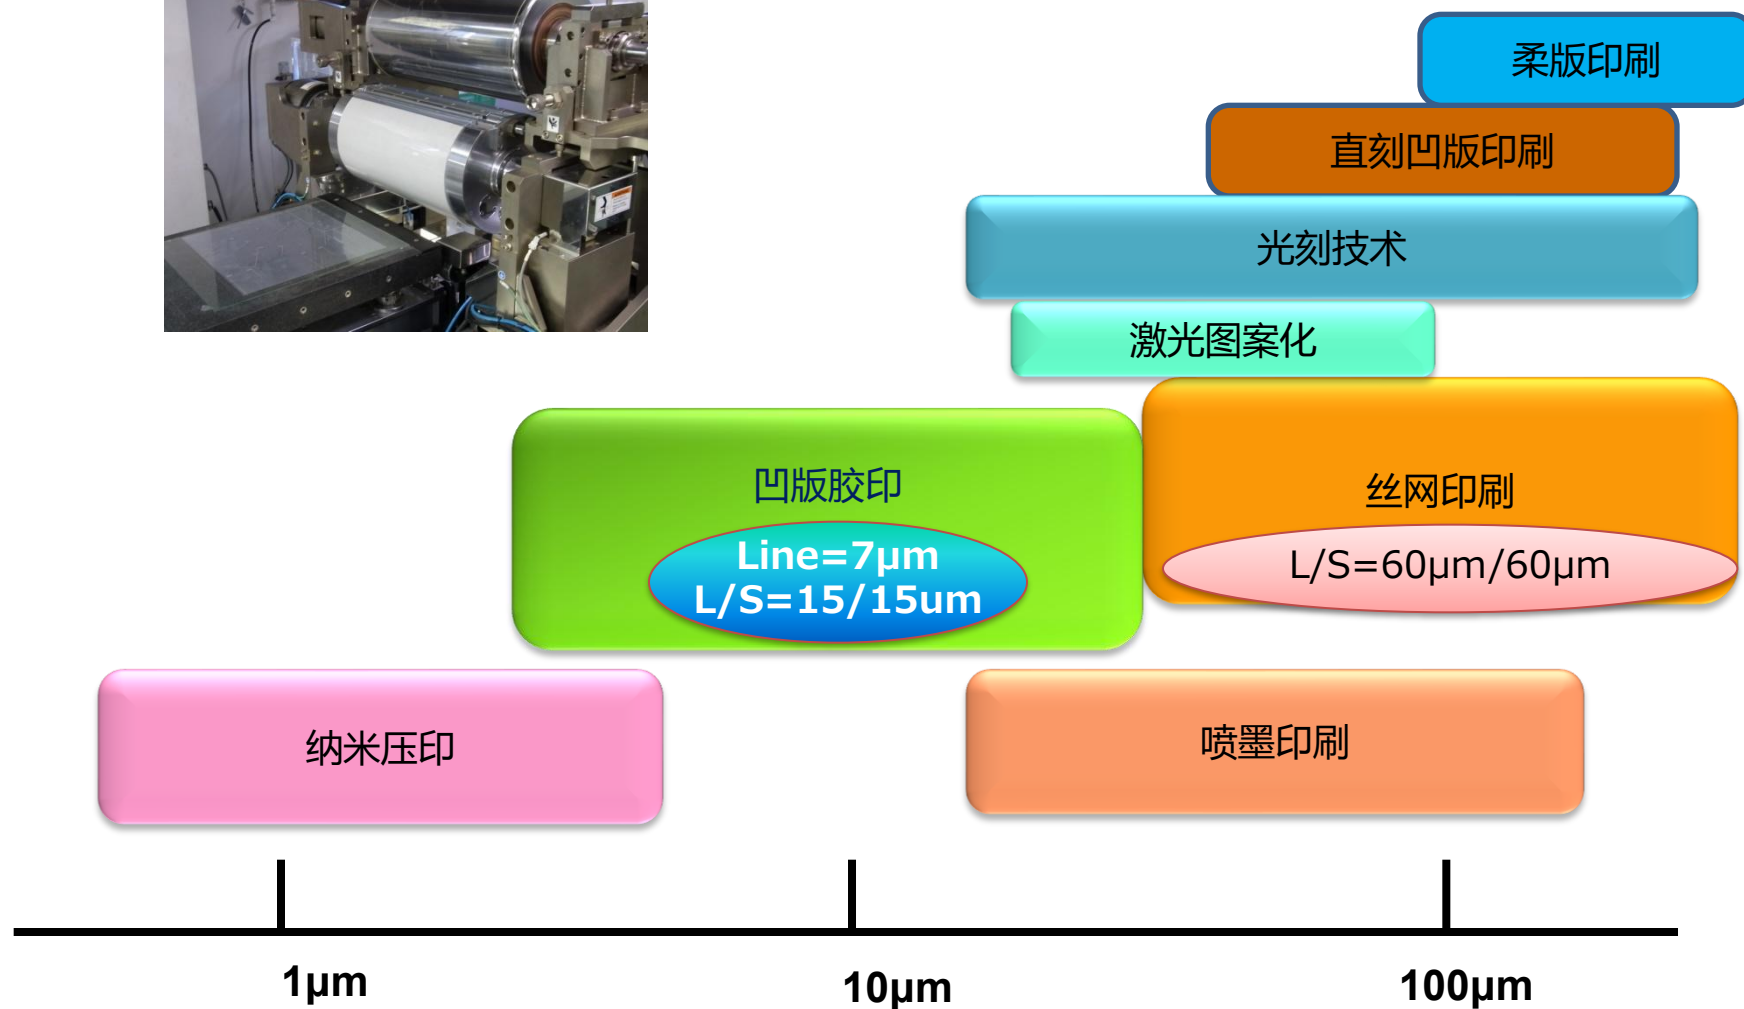 柔版印刷
直刻凹版印刷
光刻技术
激光图案化
凹版胶印
Line=7μm
L/S=15/15um
丝网印刷
L/S=60μm/60μm
纳米压印
喷墨印刷
1μm
10μm
100μm